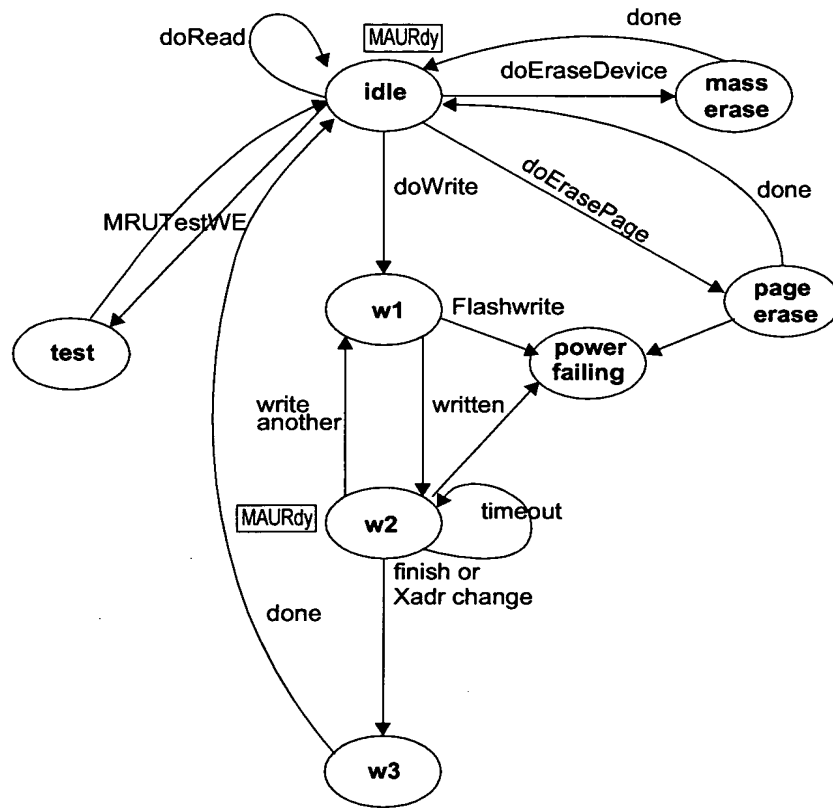 done
doRead
MAURdy
doEraseDevice
idle
mass
erase
doWrite
doErasePage
done
MRUTestWE
w1
Flashwrite
page
erase
test
power
failing
write
another
written
MAURdy
w2
timeout
finish or
Xadr change
done
w3